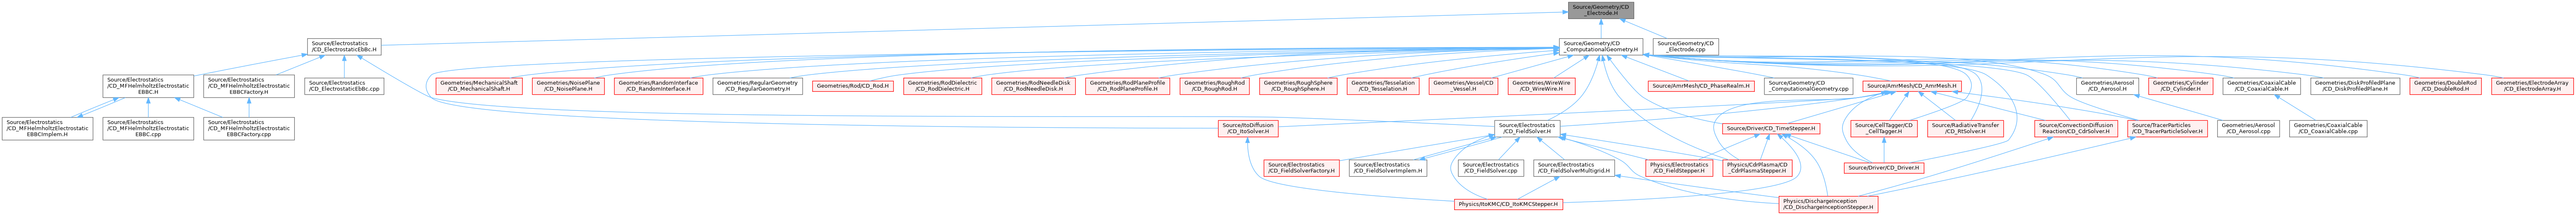 Source/Geometry/CD
_Electrode.H
Source/Electrostatics
/CD_ElectrostaticEbBc.H
Source/Geometry/CD
_ComputationalGeometry.H
Source/Geometry/CD
_Electrode.cpp
Source/Electrostatics
/CD_MFHelmholtzElectrostatic
EBBC.H
Source/Electrostatics
/CD_MFHelmholtzElectrostatic
EBBCFactory.H
Source/Electrostatics
/CD_ElectrostaticEbBc.cpp
Geometries/MechanicalShaft
/CD_MechanicalShaft.H
Geometries/NoisePlane
/CD_NoisePlane.H
Geometries/RandomInterface
/CD_RandomInterface.H
Geometries/RegularGeometry
/CD_RegularGeometry.H
Geometries/Rod/CD_Rod.H
Geometries/RodDielectric
/CD_RodDielectric.H
Geometries/RodNeedleDisk
/CD_RodNeedleDisk.H
Geometries/RodPlaneProfile
/CD_RodPlaneProfile.H
Geometries/RoughRod
/CD_RoughRod.H
Geometries/RoughSphere
/CD_RoughSphere.H
Geometries/Tesselation
/CD_Tesselation.H
Geometries/Vessel/CD
_Vessel.H
Geometries/WireWire
/CD_WireWire.H
Source/AmrMesh/CD_PhaseRealm.H
Source/Geometry/CD
_ComputationalGeometry.cpp
Source/AmrMesh/CD_AmrMesh.H
Geometries/Aerosol
/CD_Aerosol.H
Geometries/Cylinder
/CD_Cylinder.H
Geometries/CoaxialCable
/CD_CoaxialCable.H
Geometries/DiskProfiledPlane
/CD_DiskProfiledPlane.H
Geometries/DoubleRod
/CD_DoubleRod.H
Geometries/ElectrodeArray
/CD_ElectrodeArray.H
Source/Electrostatics
/CD_MFHelmholtzElectrostatic
EBBCImplem.H
Source/Electrostatics
/CD_MFHelmholtzElectrostatic
EBBC.cpp
Source/Electrostatics
/CD_MFHelmholtzElectrostatic
EBBCFactory.cpp
Source/ItoDiffusion
/CD_ItoSolver.H
Source/Electrostatics
/CD_FieldSolver.H
Source/Driver/CD_TimeStepper.H
Source/CellTagger/CD
_CellTagger.H
Source/RadiativeTransfer
/CD_RtSolver.H
Source/ConvectionDiffusion
Reaction/CD_CdrSolver.H
Source/TracerParticles
/CD_TracerParticleSolver.H
Geometries/Aerosol
/CD_Aerosol.cpp
Geometries/CoaxialCable
/CD_CoaxialCable.cpp
Source/Electrostatics
/CD_FieldSolverFactory.H
Source/Electrostatics
/CD_FieldSolverImplem.H
Source/Electrostatics
/CD_FieldSolver.cpp
Source/Electrostatics
/CD_FieldSolverMultigrid.H
Physics/Electrostatics
/CD_FieldStepper.H
Physics/CdrPlasma/CD
_CdrPlasmaStepper.H
Source/Driver/CD_Driver.H
Physics/ItoKMC/CD_ItoKMCStepper.H
Physics/DischargeInception
/CD_DischargeInceptionStepper.H